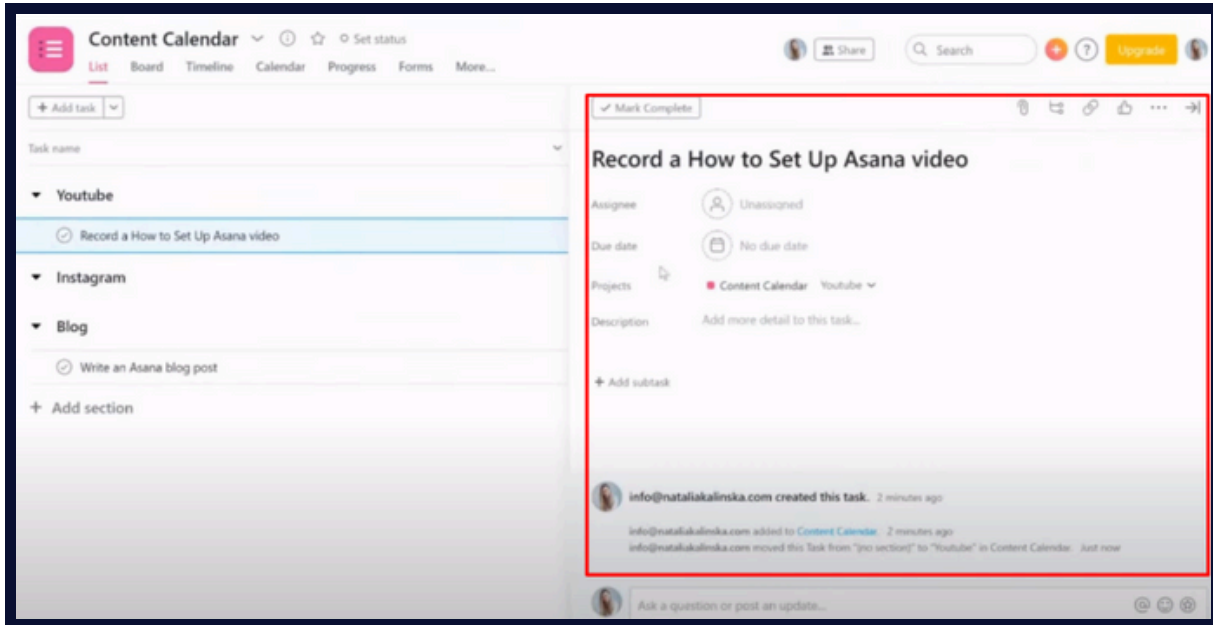 Content Calendar
Set status
List Board Timeline Calendar Progress Forms More...
Share
Search
?
Upgrade
+ Add task
Task name
Youtube
Record a How to Set Up Asana video
Instagram
Blog
Write an Asana blog post
+ Add section
Mark Complete
Record a How to Set Up Asana video
Assignee Unassigned
Due date No due date
Projects Content Calendar Youtube
Description Add more detail to this task...
+ Add subtask
info@nataliakalinska.com created this task. 2 minutes ago
info@nataliakalinska.com added to Content Calendar. 2 minutes ago
info@nataliakalinska.com moved this Task from "(no section)" to "Youtube" in Content Calendar. Just now
Ask a question or post an update...